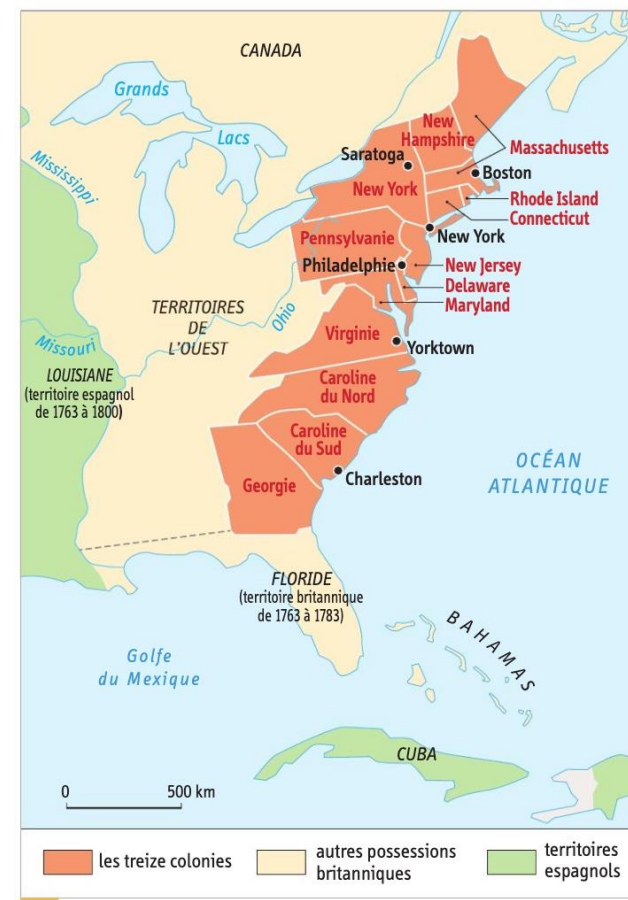 CANADA
Grands
Lacs
Mississippi
Saratoga
New
Hampshire
Massachusetts
Boston
New York
Rhode Island
Connecticut
Pennsylvanie
New York
Philadelphie
New Jersey
Delaware
Maryland
TERRITOIRES
DE
L'OUEST
Ohio
Virginie
Yorktown
Missouri
LOUISIANE
(territoire espagnol
de 1763 à 1800)
Caroline
du Nord
Caroline
du Sud
Georgie
Charleston
OCÉAN
ATLANTIQUE
FLORIDE
(territoire britannique
de 1763 à 1783)
Golfe
du Mexique
BAHAMAS
CUBA
0 500 km
les treize colonies
autres possessions
britanniques
territoires
espagnols